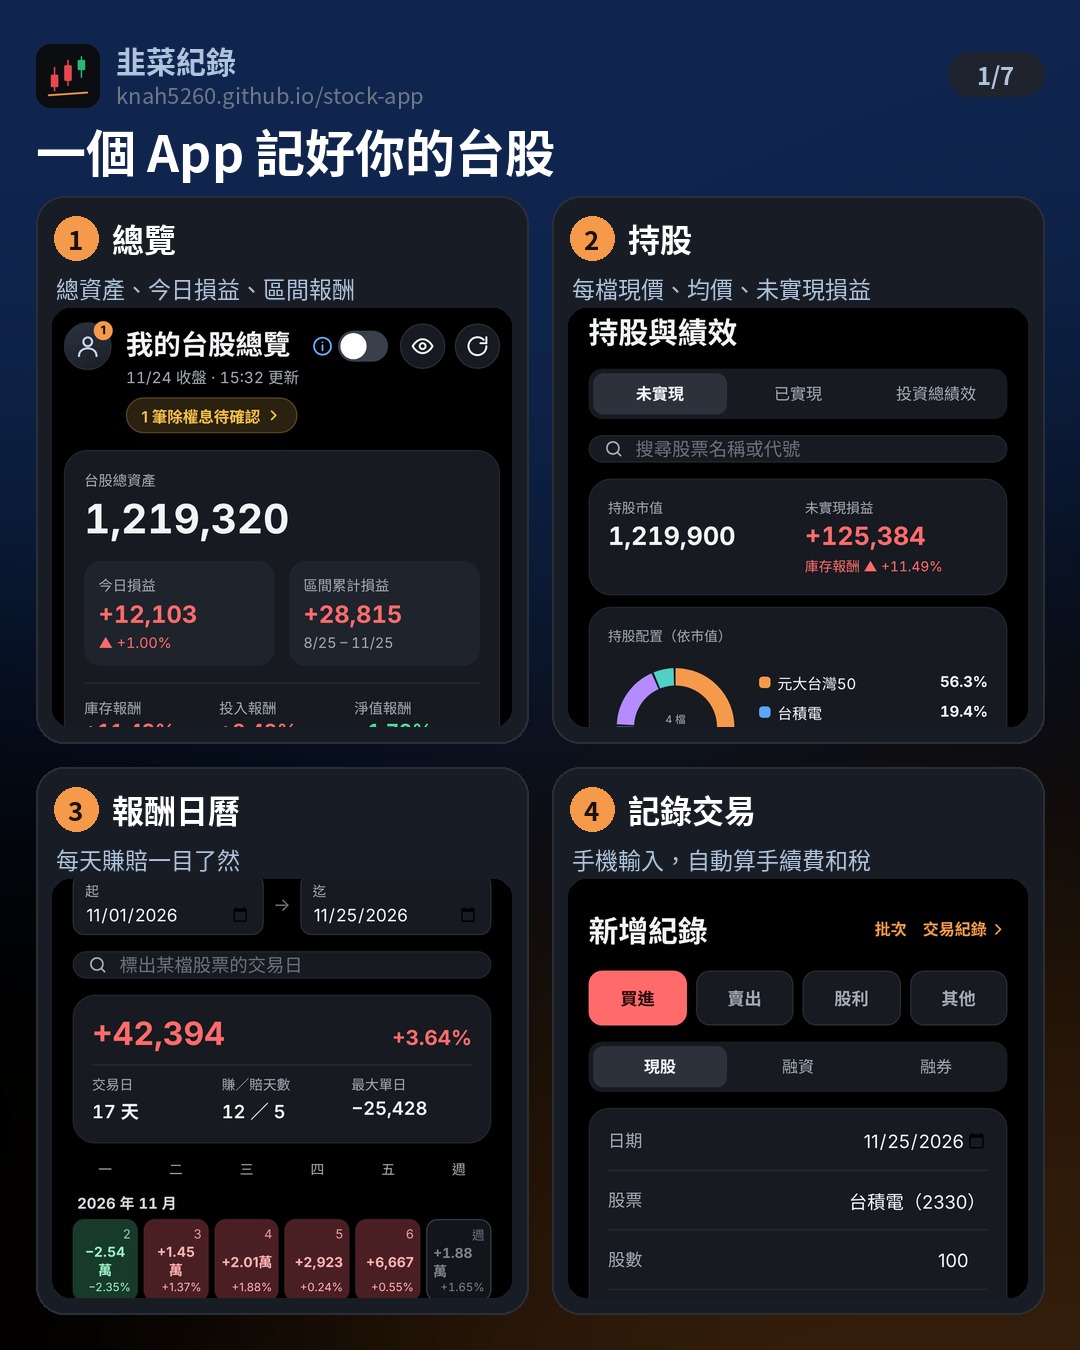 韭菜紀錄
knah5260.github.io/stock-app
1/7
一個 App 記好你的台股
1 總覽
總資產、今日損益、區間報酬
1
我的台股總覽
11/24 收盤 · 15:32 更新
1 筆除權息待確認 >
台股總資產
1,219,320
今日損益
+12,103
▲ +1.00%
區間累計損益
+28,815
8/25 – 11/25
庫存報酬 投入報酬 淨值報酬
2 持股
每檔現價、均價、未實現損益
持股與績效
未實現 已實現 投資總績效
搜尋股票名稱或代號
持股市值 未實現損益
1,219,900 +125,384
庫存報酬 ▲ +11.49%
持股配置（依市值）
元大台灣50 56.3%
台積電 19.4%
4 檔
3 報酬日曆
每天賺賠一目了然
起 迄
11/01/2026 → 11/25/2026
標出某檔股票的交易日
+42,394 +3.64%
交易日 賺／賠天數 最大單日
17 天 12 ／ 5 −25,428
一 二 三 四 五 週
2026 年 11 月
2 3 4 5 6 週
−2.54萬 +1.45萬 +2.01萬 +2,923 +6,667 +1.88萬
−2.35% +1.37% +1.88% +0.24% +0.55% +1.65%
4 記錄交易
手機輸入，自動算手續費和稅
新增紀錄 批次 交易紀錄 >
買進 賣出 股利 其他
現股 融資 融券
日期 11/25/2026
股票 台積電（2330）
股數 100